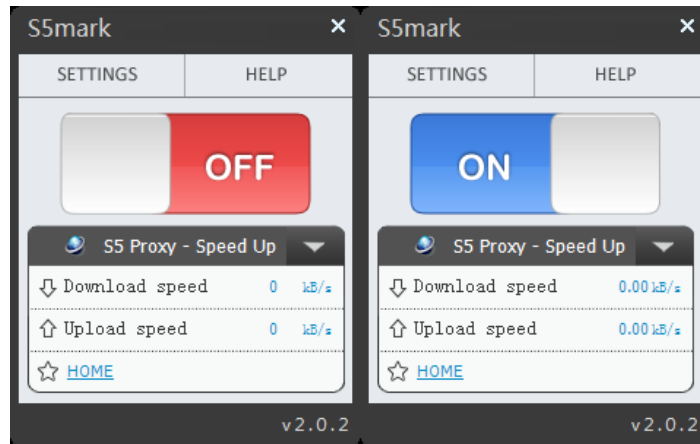 S5mark ×
SETTINGS HELP
OFF
S5 Proxy - Speed Up
Download speed 0 kB/s
Upload speed 0 kB/s
HOME
v2.0.2
S5mark ×
SETTINGS HELP
ON
S5 Proxy - Speed Up
Download speed 0.00 kB/s
Upload speed 0.00 kB/s
HOME
v2.0.2